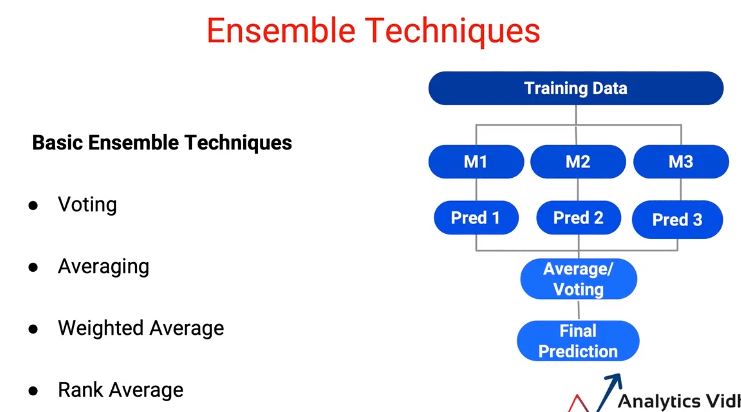 Ensemble Techniques
Basic Ensemble Techniques
● Voting
● Averaging
● Weighted Average
● Rank Average
Training Data
M1 M2 M3
Pred 1 Pred 2 Pred 3
Average/
Voting
Final
Prediction
Analytics